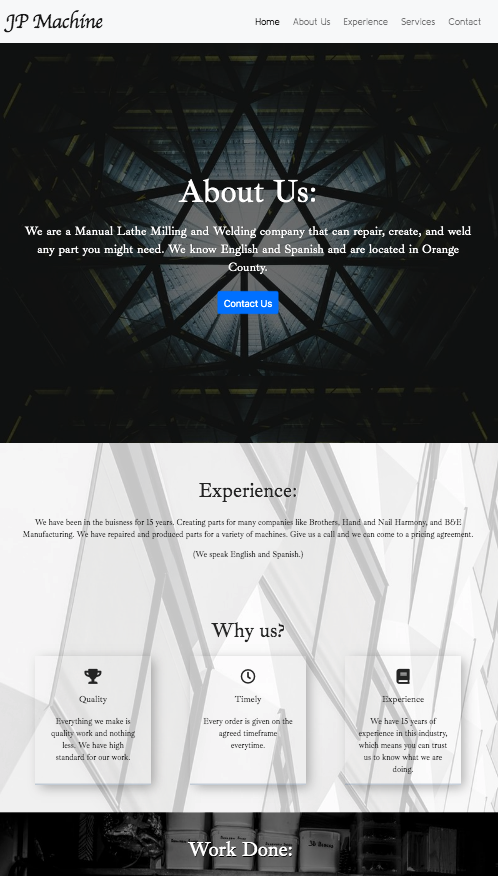 JP Machine
Home About Us Experience Services Contact
About Us:
We are a Manual Lathe Milling and Welding company that can repair, create, and weld
any part you might need. We know English and Spanish and are located in Orange
County.
Contact Us
Experience:
We have been in the buisness for 15 years. Creating parts for many companies like Brothers, Hand and Nail Harmony, and B&E
Manufacturing. We have repaired and produced parts for a variety of machines. Give us a call and we can come to a pricing agreement.
(We speak English and Spanish.)
Why us?
Quality
Everything we make is
quality work and nothing
less. We have high
standard for our work.
Timely
Every order is given on the
agreed timeframe
everytime.
Experience
We have 15 years of
experience in this industry,
which means you can trust
us to know what we are
doing.
Work Done: